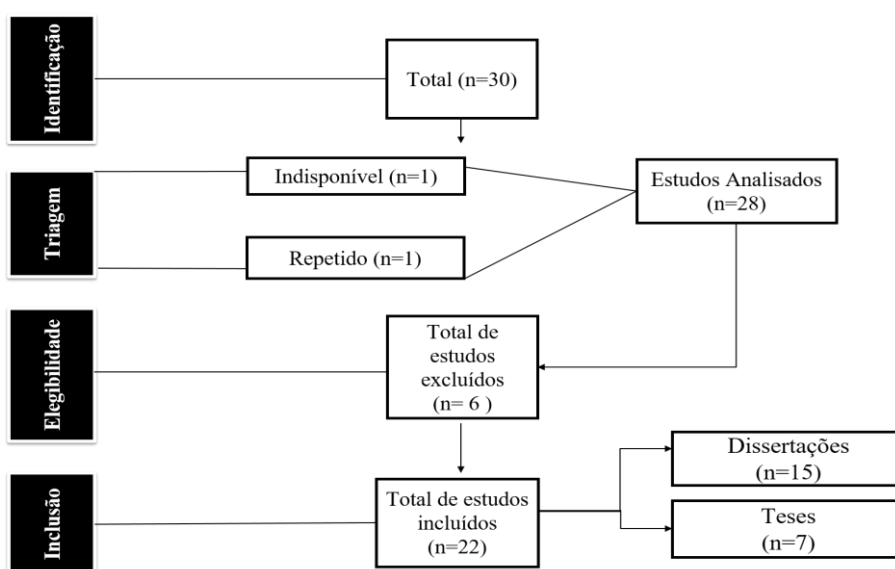 Identificação
Total (n=30)
Triagem
Indisponível (n=1)
Repetido (n=1)
Estudos Analisados
(n=28)
Elegibilidade
Total de
estudos
excluídos
(n= 6 )
Inclusão
Total de estudos
incluídos
(n=22)
Dissertações
(n=15)
Teses
(n=7)